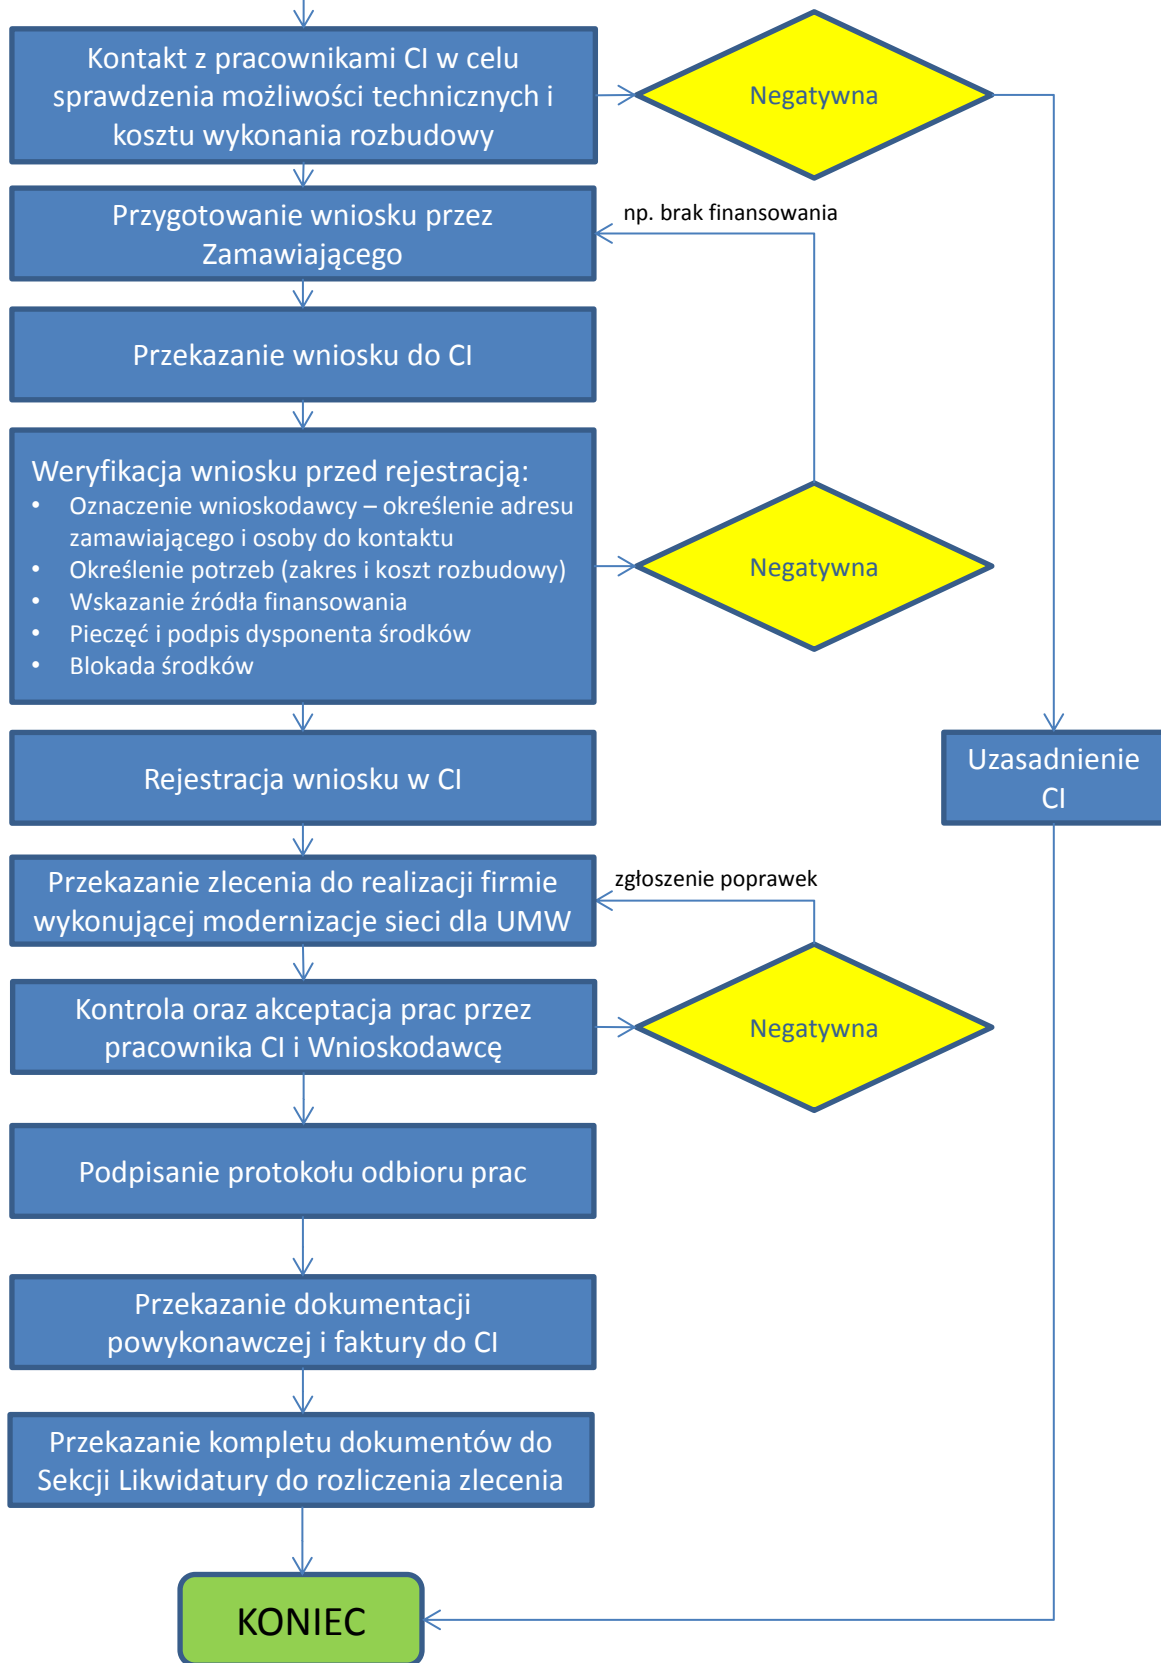 Kontakt z pracownikami CI w celu
sprawdzenia możliwości technicznych i
kosztu wykonania rozbudowy
Negatywna
Przygotowanie wniosku przez
Zamawiającego
np. brak finansowania
Przekazanie wniosku do CI
Weryfikacja wniosku przed rejestracją:
• Oznaczenie wnioskodawcy – określenie adresu
zamawiającego i osoby do kontaktu
• Określenie potrzeb (zakres i koszt rozbudowy)
• Wskazanie źródła finansowania
• Pieczęć i podpis dysponenta środków
• Blokada środków
Negatywna
Rejestracja wniosku w CI
Uzasadnienie
CI
Przekazanie zlecenia do realizacji firmie
wykonującej modernizacje sieci dla UMW
zgłoszenie poprawek
Kontrola oraz akceptacja prac przez
pracownika CI i Wnioskodawcę
Negatywna
Podpisanie protokołu odbioru prac
Przekazanie dokumentacji
powykonawczej i faktury do CI
Przekazanie kompletu dokumentów do
Sekcji Likwidatury do rozliczenia zlecenia
KONIEC